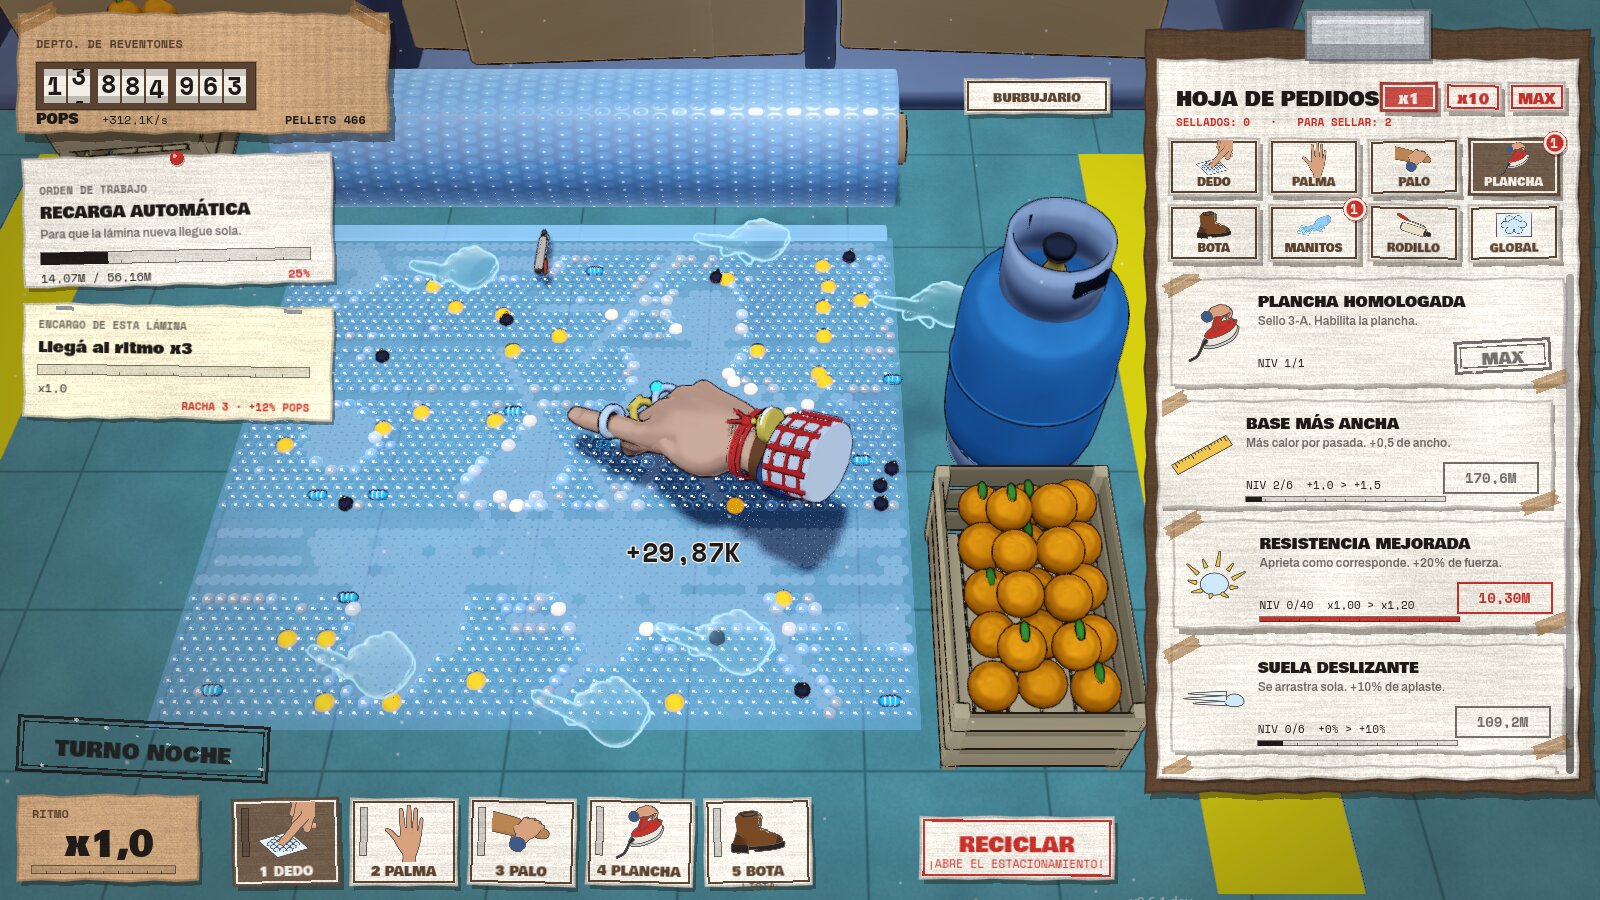 DEPTO. DE REVENTONES
13 884 963
POPS +312,1K/s PELLETS 466
ORDEN DE TRABAJO
RECARGA AUTOMÁTICA
Para que la lámina nueva llegue sola.
14,07M / 56,16M 25%
ENCARGO DE ESTA LÁMINA
Llegá al ritmo x3
x1,0
RACHA 3 · +12% POPS
BURBUJARIO
+29,87K
HOJA DE PEDIDOS x1 x10 MAX
SELLADOS: 0 · PARA SELLAR: 2
DEDO PALMA PALO PLANCHA 1
BOTA MANITOS 1 RODILLO GLOBAL
PLANCHA HOMOLOGADA
Sello 3-A. Habilita la plancha.
NIV 1/1 MAX
BASE MÁS ANCHA
Más calor por pasada. +0,5 de ancho.
NIV 2/6 +1,0 > +1,5 170,6M
RESISTENCIA MEJORADA
Aprieta como corresponde. +20% de fuerza.
NIV 0/40 x1,00 > x1,20 10,30M
SUELA DESLIZANTE
Se arrastra sola. +10% de aplaste.
NIV 0/6 +0% > +10% 109,2M
TURNO NOCHE
RITMO
x1,0
1 DEDO 2 PALMA 3 PALO 4 PLANCHA 5 BOTA
RECICLAR
¡ABRE EL ESTACIONAMIENTO!